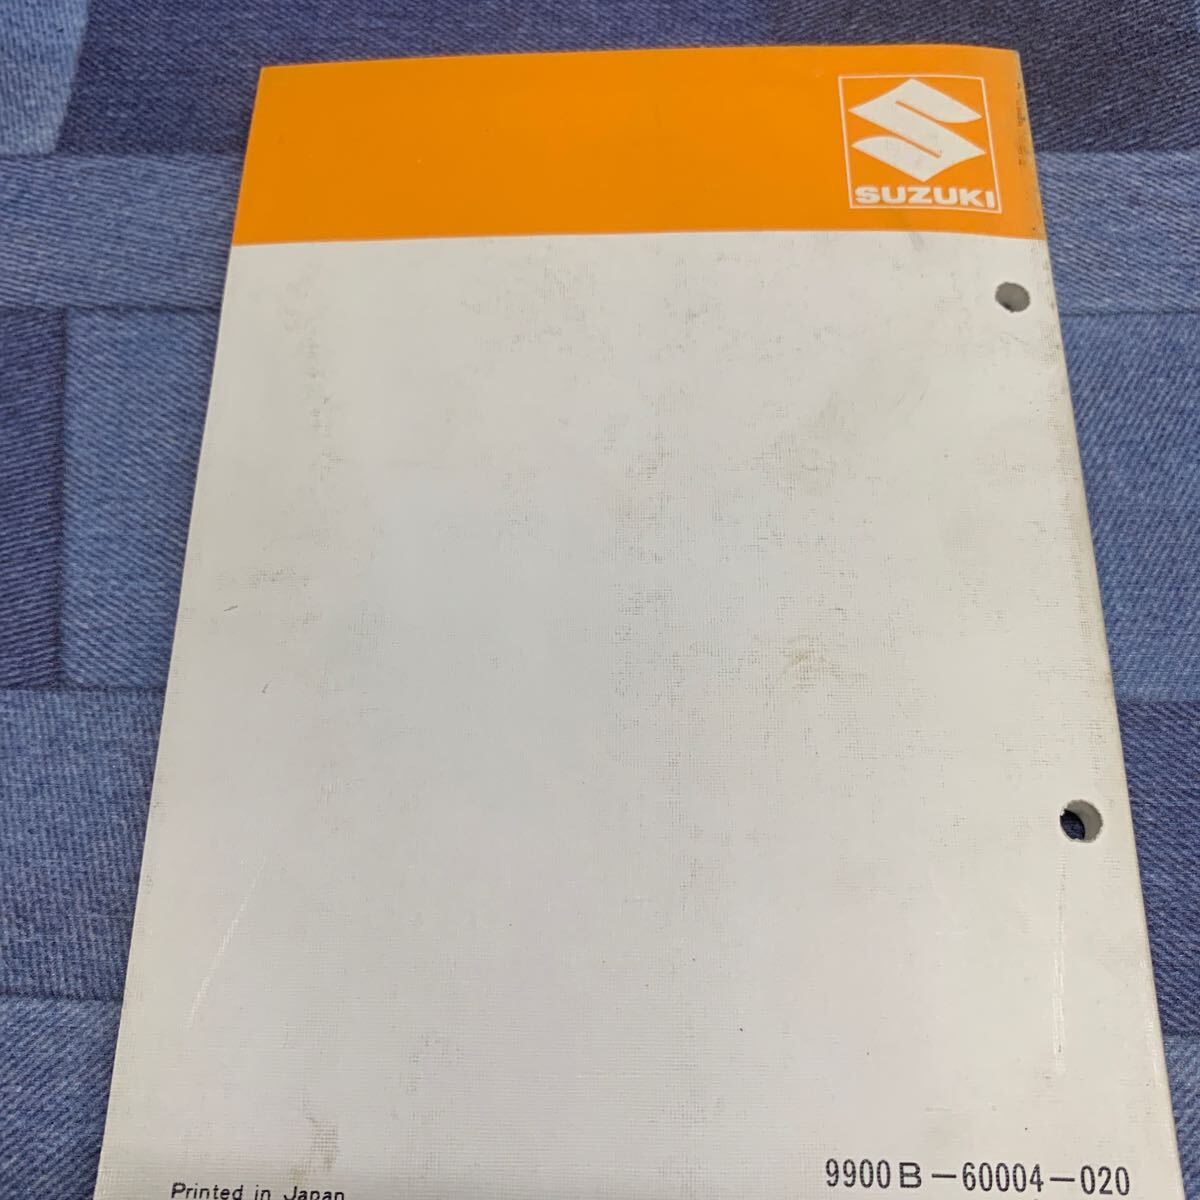 SUZUKI
9900B-60004-020
Printed in Japan